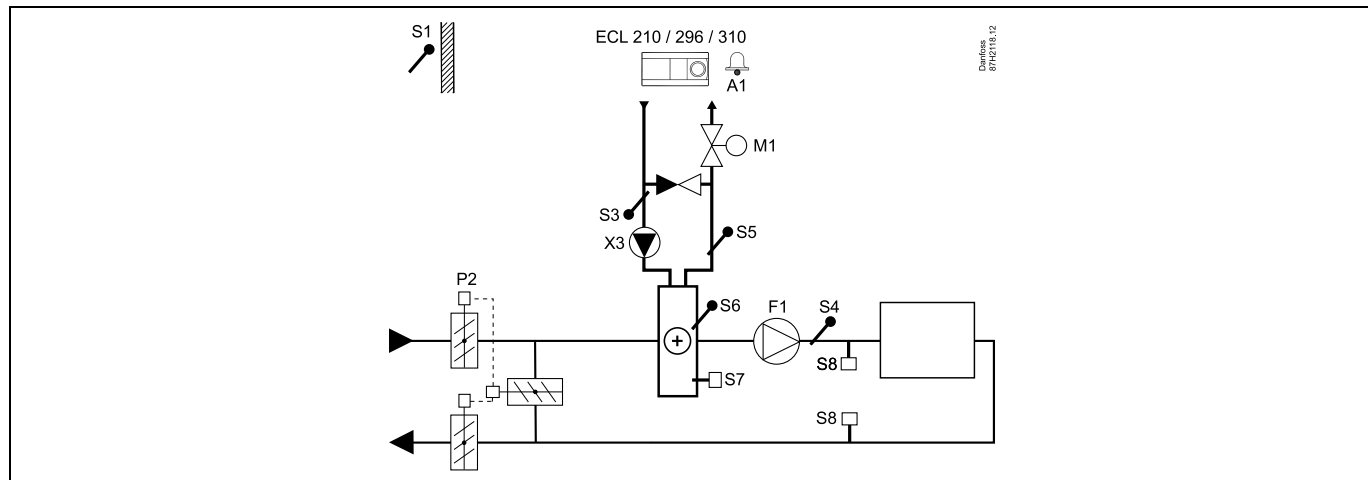 S1
ECL 210 / 296 / 310
A1
Danfoss
87H2118.12
M1
S3
X3
S5
P2
S6
F1
S4
S8
S7
S8